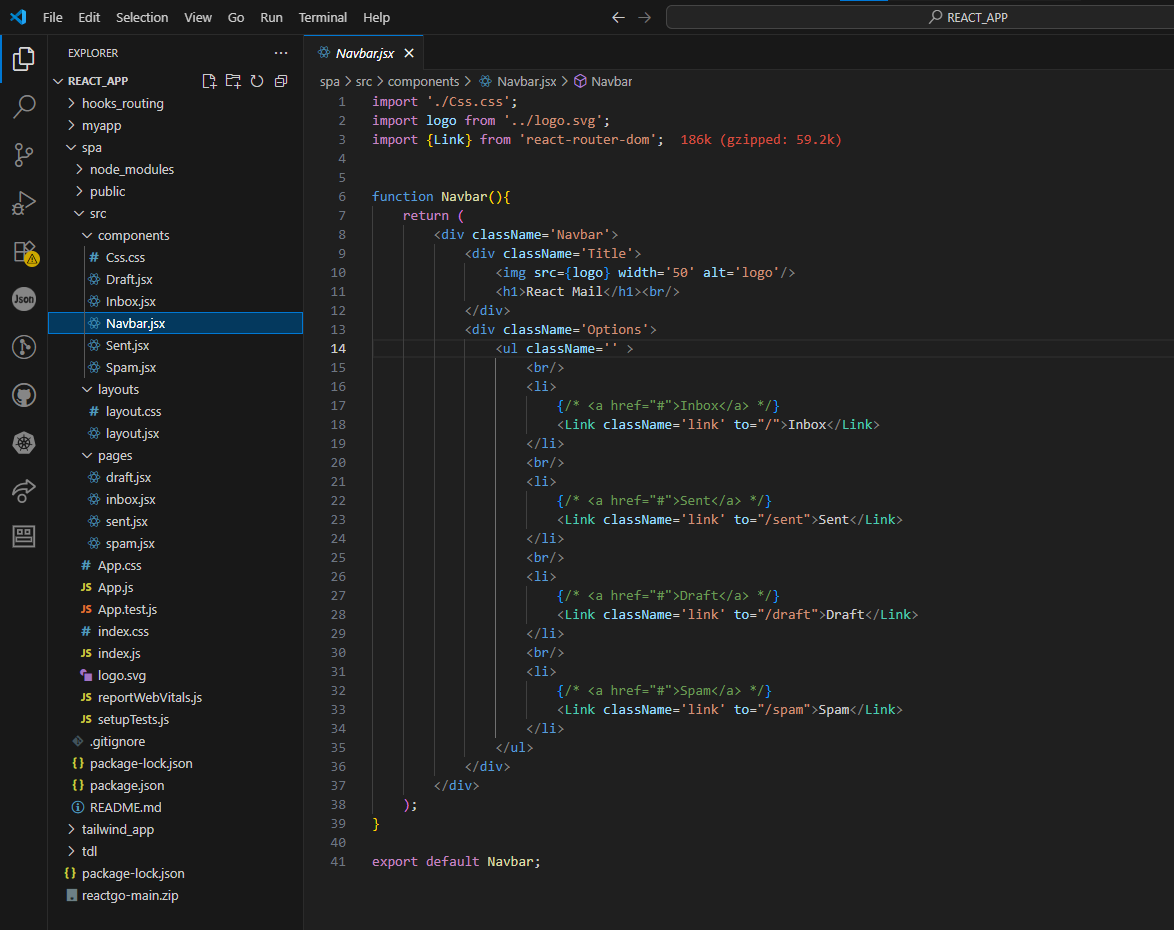 File Edit Selection View Go Run Terminal Help
REACT_APP
EXPLORER
REACT_APP
hooks_routing
myapp
spa
node_modules
public
src
components
# Css.css
Draft.jsx
Inbox.jsx
Navbar.jsx
Sent.jsx
Spam.jsx
layouts
# layout.css
layout.jsx
pages
draft.jsx
inbox.jsx
sent.jsx
spam.jsx
# App.css
JS App.js
JS App.test.js
# index.css
JS index.js
logo.svg
JS reportWebVitals.js
JS setupTests.js
.gitignore
{} package-lock.json
{} package.json
README.md
tailwind_app
tdl
{} package-lock.json
reactgo-main.zip
Json
Navbar.jsx
spa > src > components > Navbar.jsx > Navbar
1 import './Css.css';
2 import logo from '../logo.svg';
3 import {Link} from 'react-router-dom'; 186k (gzipped: 59.2k)
4
5
6 function Navbar(){
7 return (
8 <div className='Navbar'>
9 <div className='Title'>
10 <img src={logo} width='50' alt='logo'/>
11 <h1>React Mail</h1><br/>
12 </div>
13 <div className='Options'>
14 <ul className='' >
15 <br/>
16 <li>
17 {/* <a href="#">Inbox</a> */}
18 <Link className='link' to="/">Inbox</Link>
19 </li>
20 <br/>
21 <li>
22 {/* <a href="#">Sent</a> */}
23 <Link className='link' to="/sent">Sent</Link>
24 </li>
25 <br/>
26 <li>
27 {/* <a href="#">Draft</a> */}
28 <Link className='link' to="/draft">Draft</Link>
29 </li>
30 <br/>
31 <li>
32 {/* <a href="#">Spam</a> */}
33 <Link className='link' to="/spam">Spam</Link>
34 </li>
35 </ul>
36 </div>
37 </div>
38 );
39 }
40
41 export default Navbar;